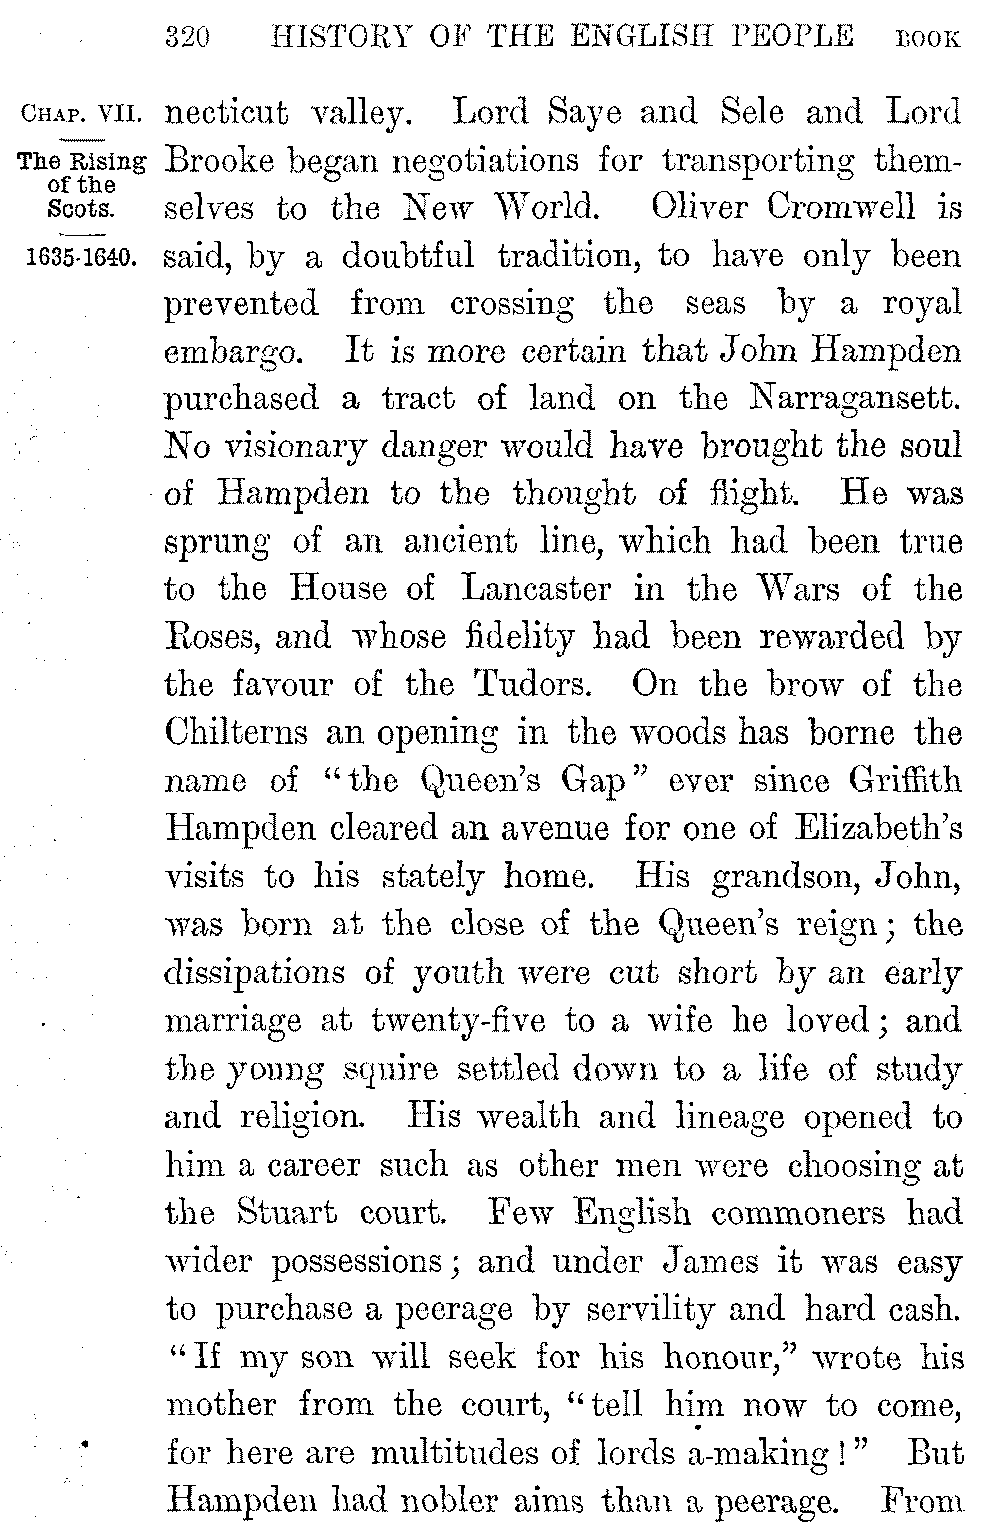 320 HISTORY OF THE ENGLISH PEOPLE BOOK
CHAP. VII.
The Rising
of the
Scots.
1635-1640.
necticut valley. Lord Saye and Sele and Lord
Brooke began negotiations for transporting them-
selves to the New World. Oliver Cromwell is
said, by a doubtful tradition, to have only been
prevented from crossing the seas by a royal
embargo. It is more certain that John Hampden
purchased a tract of land on the Narragansett.
No visionary danger would have brought the soul
of Hampden to the thought of flight. He was
sprung of an ancient line, which had been true
to the House of Lancaster in the Wars of the
Roses, and whose fidelity had been rewarded by
the favour of the Tudors. On the brow of the
Chilterns an opening in the woods has borne the
name of “the Queen’s Gap” ever since Griffith
Hampden cleared an avenue for one of Elizabeth’s
visits to his stately home. His grandson, John,
was born at the close of the Queen’s reign; the
dissipations of youth were cut short by an early
marriage at twenty-five to a wife he loved; and
the young squire settled down to a life of study
and religion. His wealth and lineage opened to
him a career such as other men were choosing at
the Stuart court. Few English commoners had
wider possessions; and under James it was easy
to purchase a peerage by servility and hard cash.
“If my son will seek for his honour,” wrote his
mother from the court, “tell him now to come,
for here are multitudes of lords a-making!” But
Hampden had nobler aims than a peerage. From